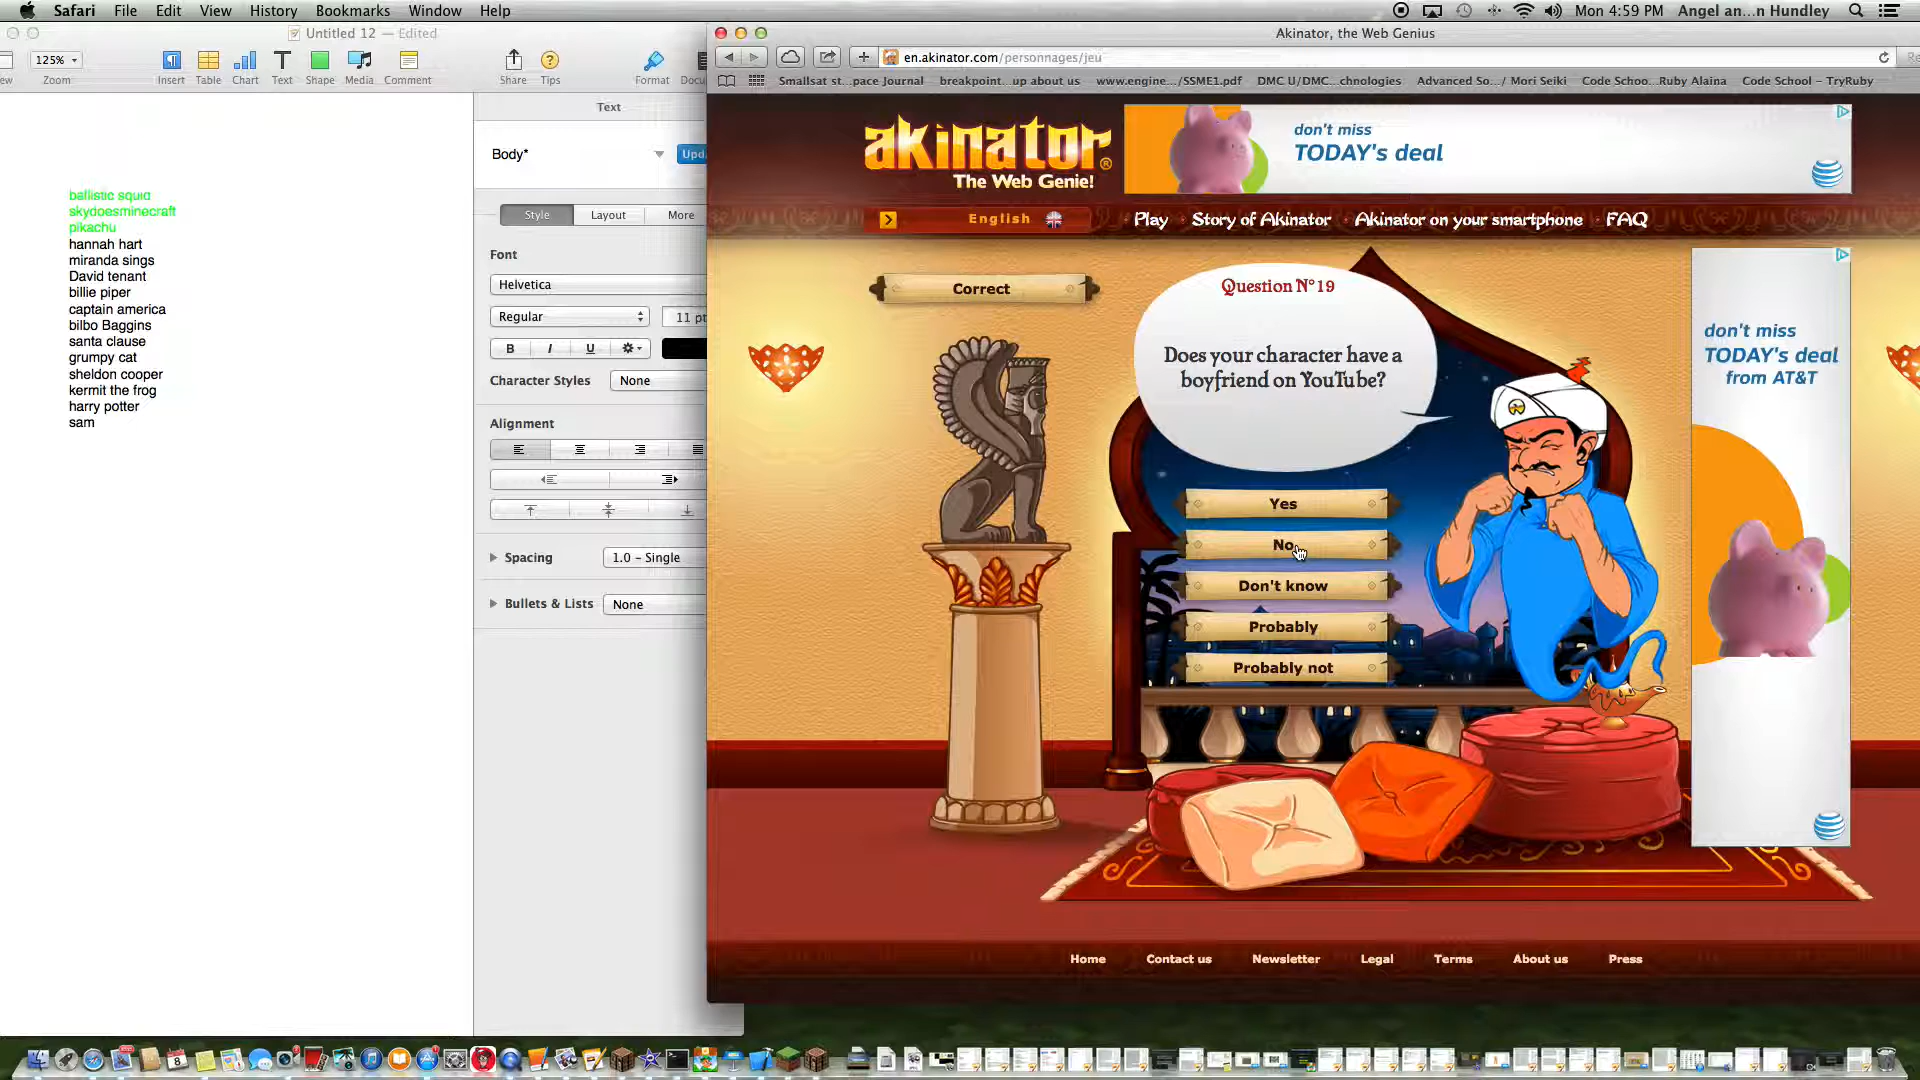 Safari File Edit View History Bookmarks Window Help
Mon 4:59 PM Angel an...n Hundley
Untitled 12 — Edited
125%
Zoom
Insert Table Chart Text Shape Media Comment Share Tips Format
Text
Body*
Style Layout More
Font
Helvetica
Regular
11 pt
B I U
Character Styles None
Alignment
Spacing 1.0 - Single
Bullets & Lists None
ballistic squid
skydoesminecraft
pikachu
hannah hart
miranda sings
David tenant
billie piper
captain america
bilbo Baggins
santa clause
grumpy cat
sheldon cooper
kermit the frog
harry potter
sam
Akinator, the Web Genius
en.akinator.com/personnages/jeu
Smallsat st...pace Journal breakpoint...up about us www.engine.../SSME1.pdf DMC U/DMC...chnologies Advanced So.../ Mori Seiki Code Schoo...Ruby Alaina Code School - TryRuby
akinator®
The Web Genie!
don't miss
TODAY's deal
English
Play · Story of Akinator · Akinator on your smartphone · FAQ
Correct
Question N°19
Does your character have a
boyfriend on YouTube?
Yes
No
Don't know
Probably
Probably not
don't miss
TODAY's deal
from AT&T
Home Contact us Newsletter Legal Terms About us Press